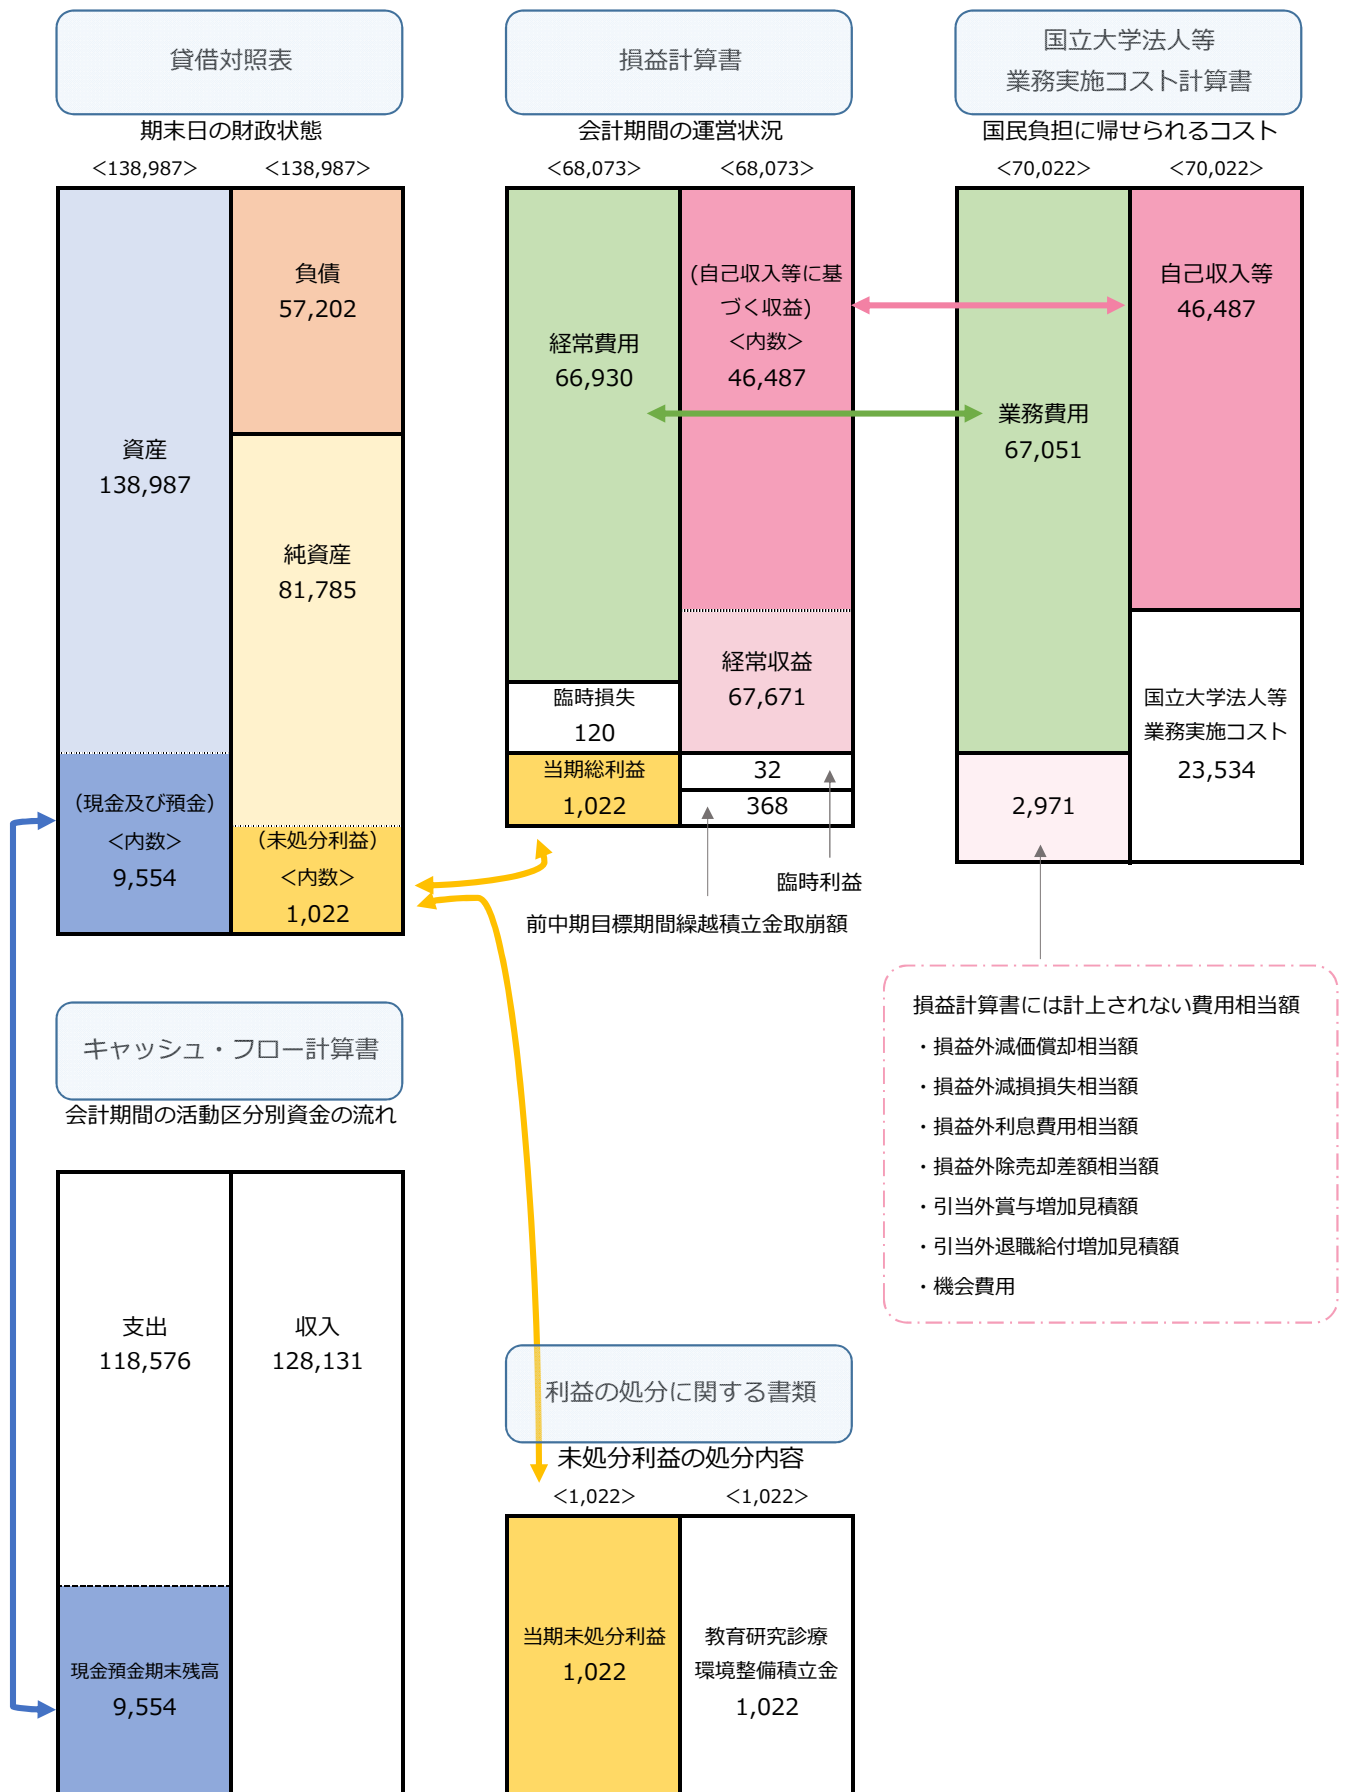 貸借対照表
期末日の財政状態
<138,987>
<138,987>
資産
138,987
(現金及び預金)
<内数>
9,554
負債
57,202
純資産
81,785
(未処分利益)
<内数>
1,022
損益計算書
会計期間の運営状況
<68,073>
<68,073>
経常費用
66,930
臨時損失
120
当期総利益
1,022
(自己収入等に基
づく収益)
<内数>
46,487
経常収益
67,671
32
368
臨時利益
前中期目標期間繰越積立金取崩額
国立大学法人等
業務実施コスト計算書
国民負担に帰せられるコスト
<70,022>
<70,022>
業務費用
67,051
2,971
自己収入等
46,487
国立大学法人等
業務実施コスト
23,534
損益計算書には計上されない費用相当額
・損益外減価償却相当額
・損益外減損損失相当額
・損益外利息費用相当額
・損益外除売却差額相当額
・引当外賞与増加見積額
・引当外退職給付増加見積額
・機会費用
キャッシュ・フロー計算書
会計期間の活動区分別資金の流れ
支出
118,576
現金預金期末残高
9,554
収入
128,131
利益の処分に関する書類
未処分利益の処分内容
<1,022>
<1,022>
当期未処分利益
1,022
教育研究診療
環境整備積立金
1,022